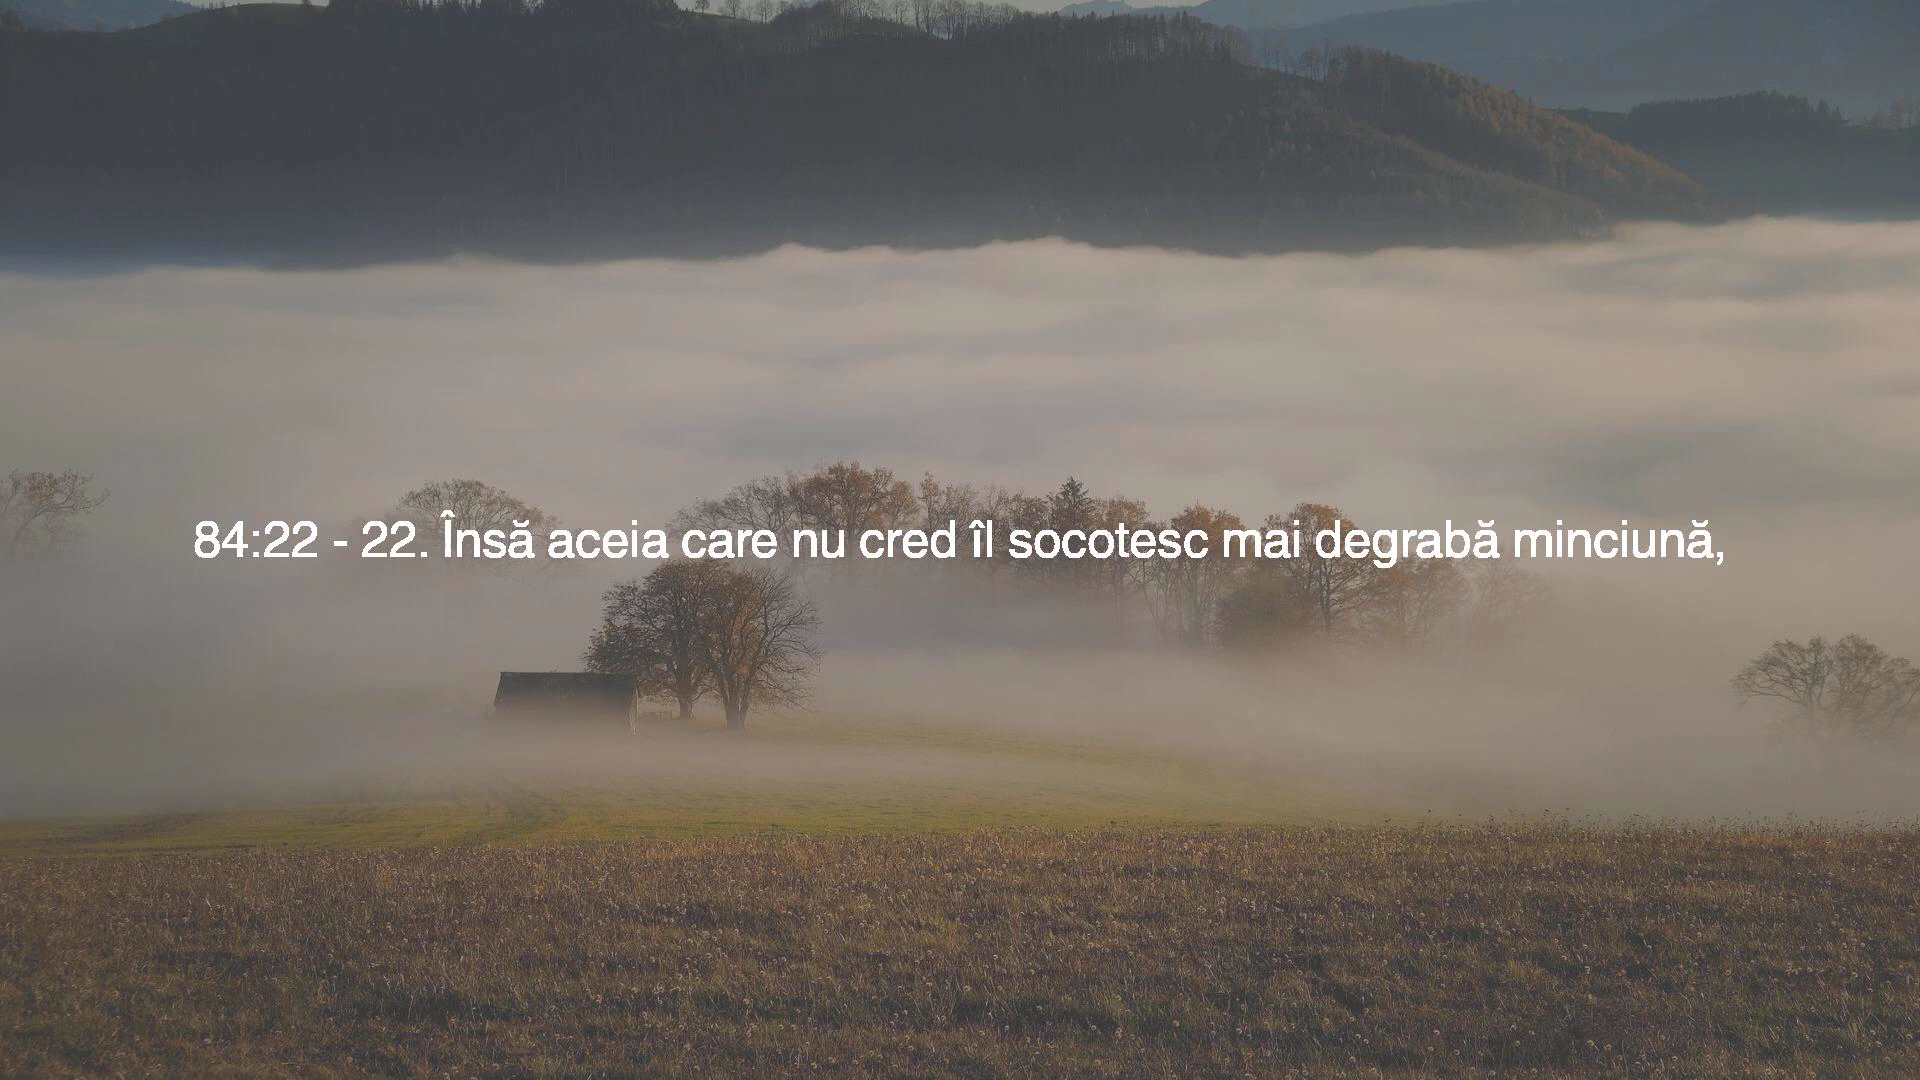 84:22 - 22. Însă aceia care nu cred îl socotesc mai degrabă minciună,